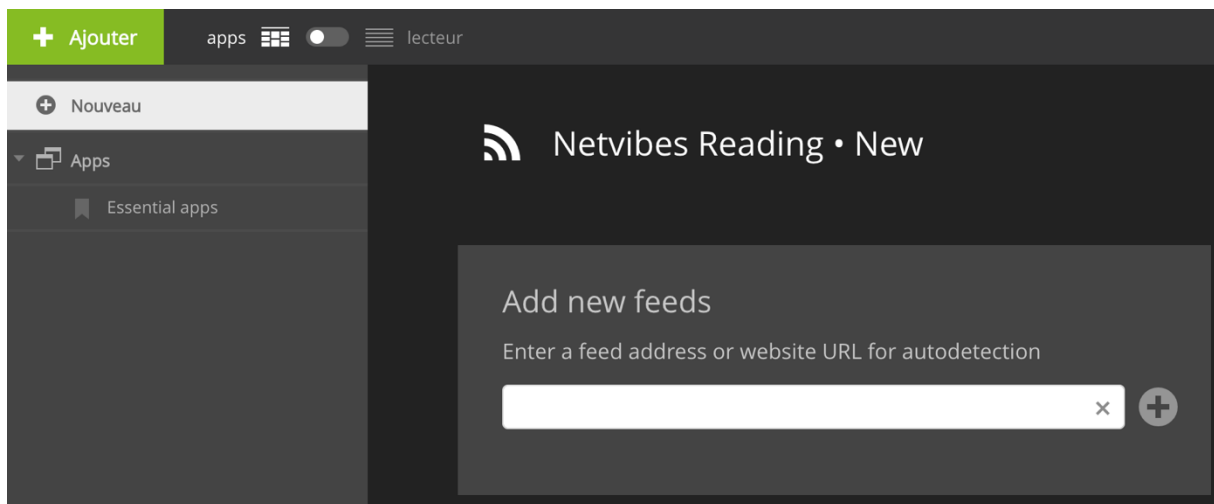 Ajouter
apps
lecteur
Nouveau
Apps
Essential apps
Netvibes Reading • New
Add new feeds
Enter a feed address or website URL for autodetection